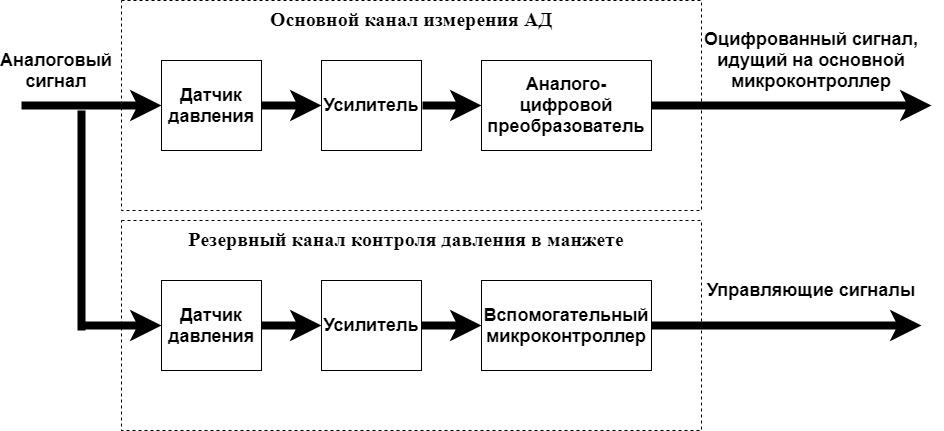 Основной канал измерения АД
Аналоговый
сигнал
Датчик
давления
Усилитель
Аналого-
цифровой
преобразователь
Оцифрованный сигнал,
идущий на основной
микроконтроллер
Резервный канал контроля давления в манжете
Датчик
давления
Усилитель
Вспомогательный
микроконтроллер
Управляющие сигналы